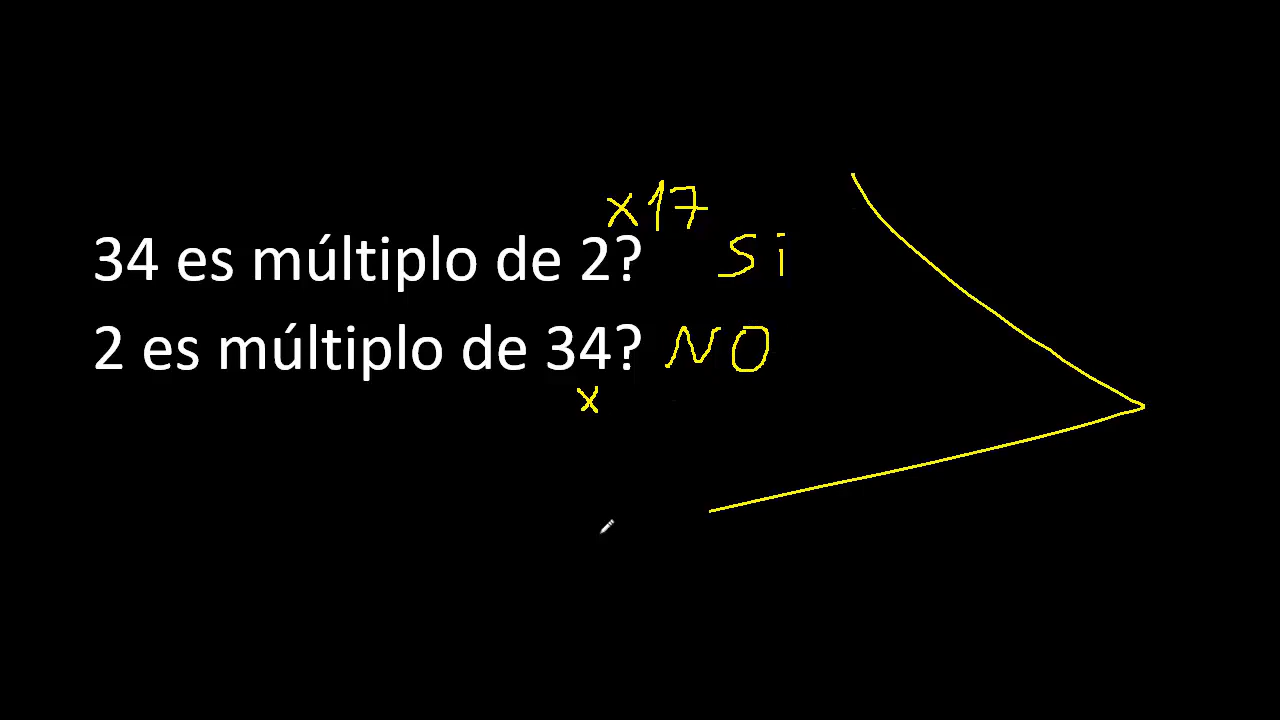 x17
34 es múltiplo de 2? Si
2 es múltiplo de 34? NO
x